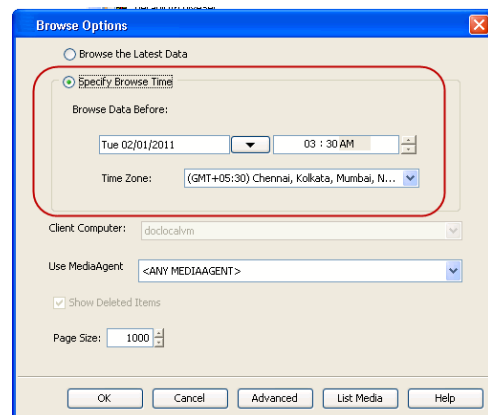 Browse Options
Browse the Latest Data
Specify Browse Time
Browse Data Before:
Tue 02/01/2011 03 : 30 AM
Time Zone: (GMT+05:30) Chennai, Kolkata, Mumbai, N...
Client Computer: doclocalvm
Use MediaAgent <ANY MEDIAAGENT>
Show Deleted Items
Page Size: 1000
OK Cancel Advanced List Media Help